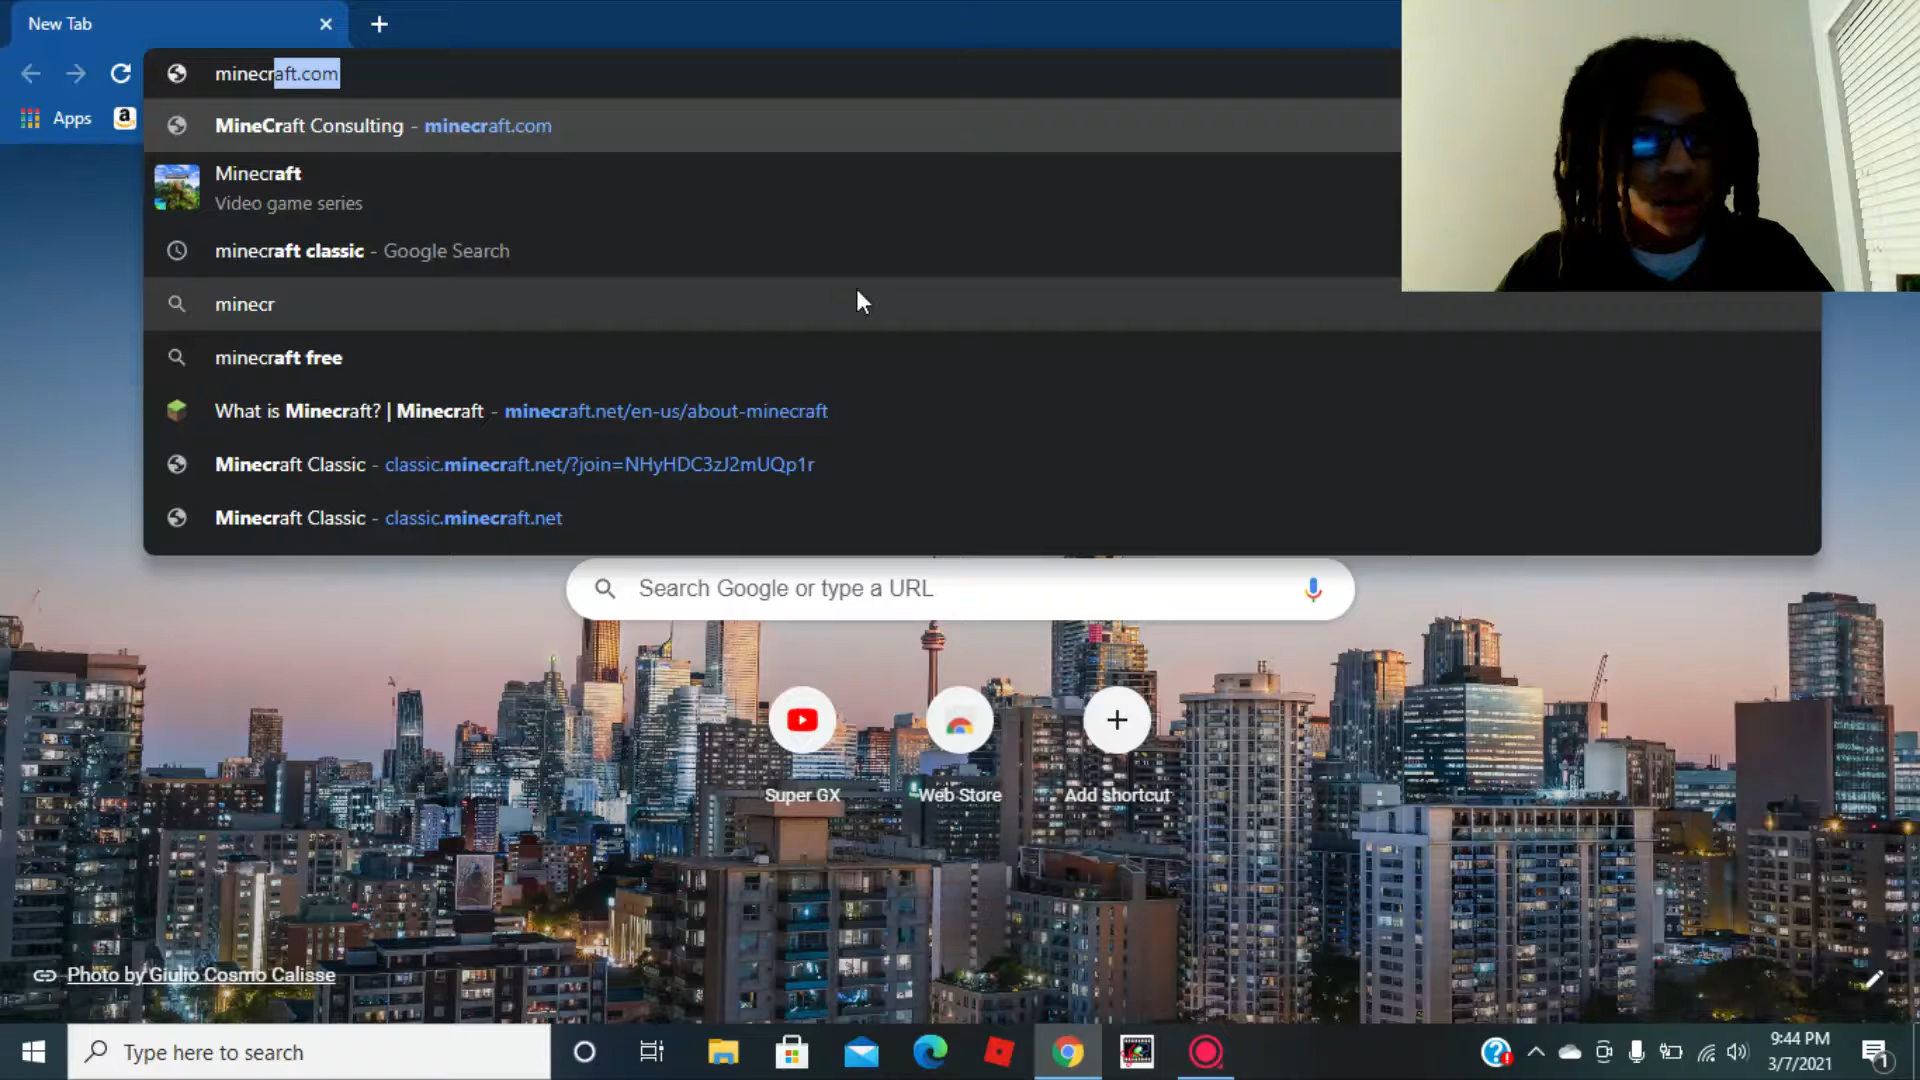 New Tab
minecraft.com
Apps
MineCraft Consulting - minecraft.com
Minecraft
Video game series
minecraft classic - Google Search
minecr
minecraft free
What is Minecraft? | Minecraft - minecraft.net/en-us/about-minecraft
Minecraft Classic - classic.minecraft.net/?join=NHyHDC3zJ2mUQp1r
Minecraft Classic - classic.minecraft.net
Search Google or type a URL
Super GX
Web Store
Add shortcut
Photo by Giulio Cosmo Calisse
Type here to search
9:44 PM
3/7/2021
1